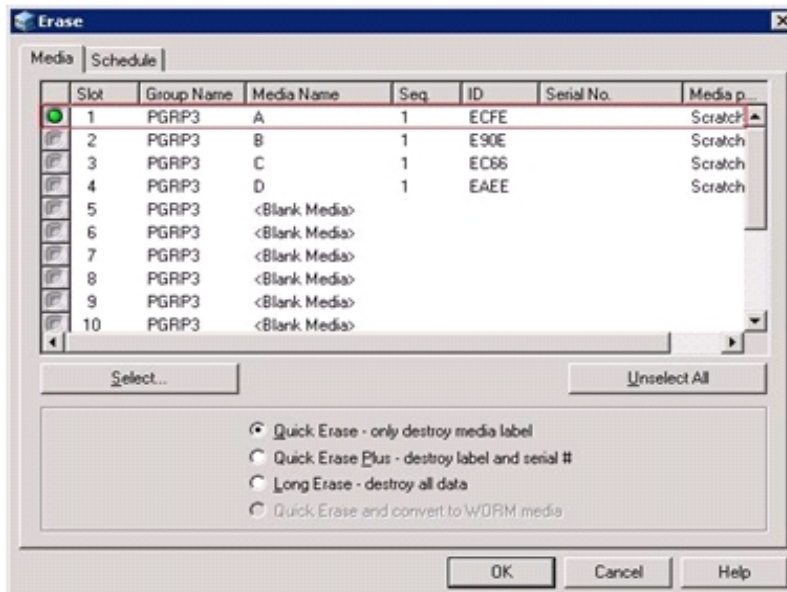 Erase
Media Schedule
Slot Group Name Media Name Seq. ID Serial No. Media p...
1 PGRP3 A 1 ECFE Scratch
2 PGRP3 B 1 E90E Scratch
3 PGRP3 C 1 EC66 Scratch
4 PGRP3 D 1 EAEE Scratch
5 PGRP3 <Blank Media>
6 PGRP3 <Blank Media>
7 PGRP3 <Blank Media>
8 PGRP3 <Blank Media>
9 PGRP3 <Blank Media>
10 PGRP3 <Blank Media>
Select... Unselect All
Quick Erase - only destroy media label
Quick Erase Plus - destroy label and serial #
Long Erase - destroy all data
Quick Erase and convert to WORM media
OK Cancel Help